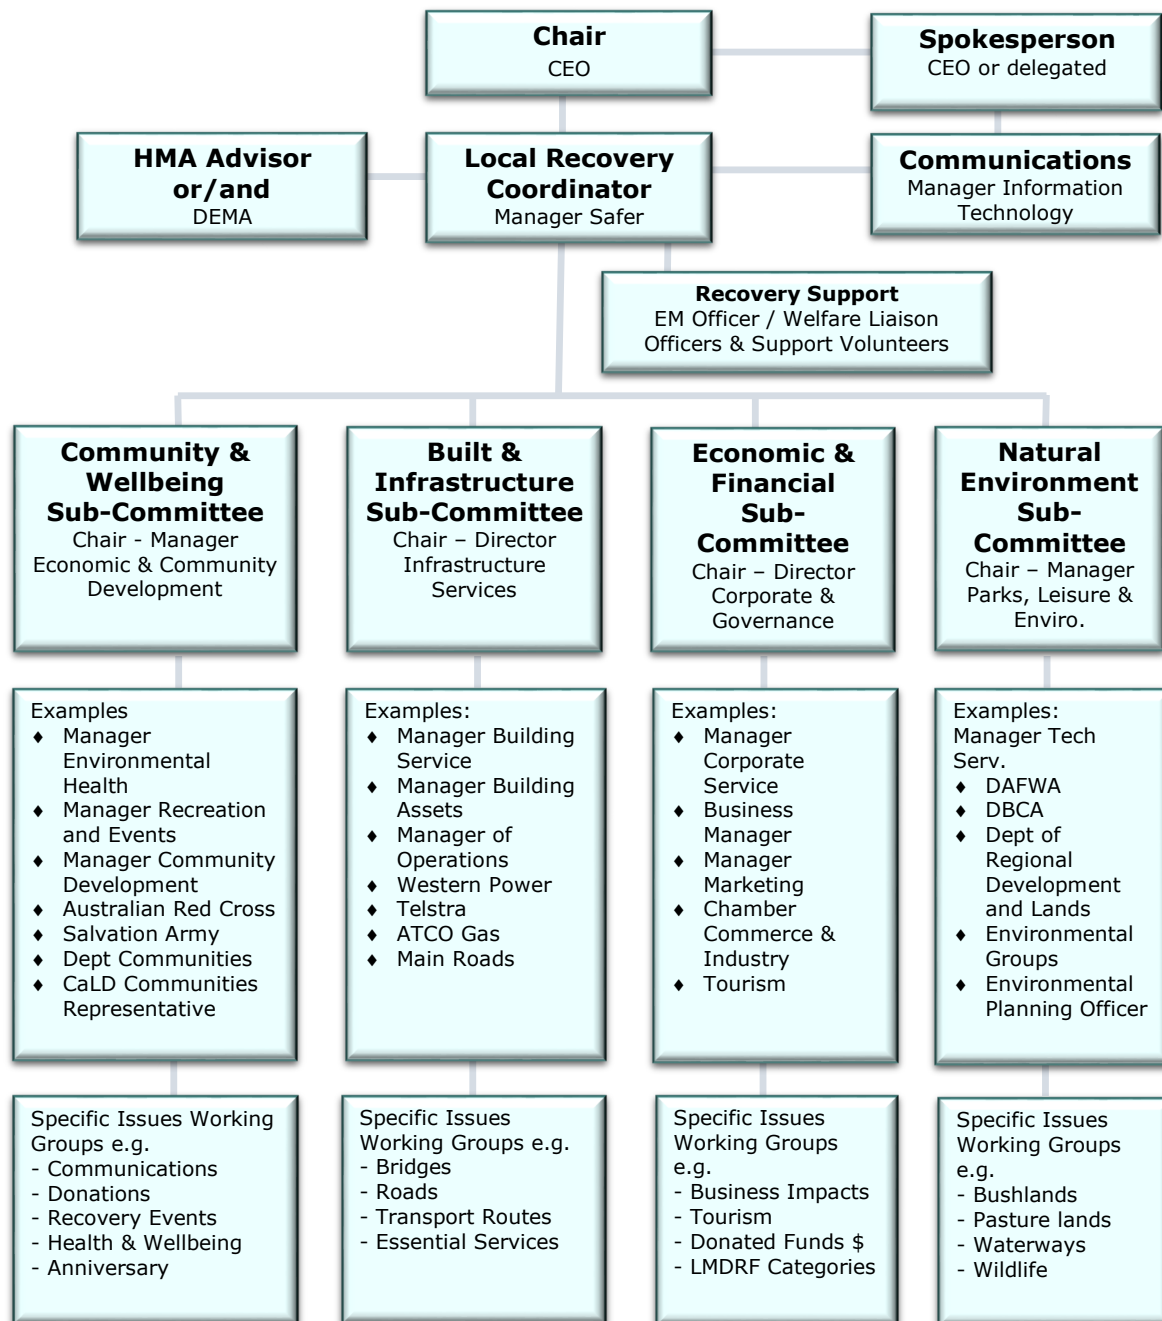 Chair
CEO
Spokesperson
CEO or delegated
HMA Advisor
or/and
DEMA
Local Recovery
Coordinator
Manager Safer
Communications
Manager Information
Technology
Recovery Support
EM Officer / Welfare Liaison
Officers & Support Volunteers
Community &
Wellbeing
Sub-Committee
Chair - Manager
Economic & Community
Development
Built &
Infrastructure
Sub-Committee
Chair – Director
Infrastructure
Services
Economic &
Financial
Sub-
Committee
Chair – Director
Corporate &
Governance
Natural
Environment
Sub-
Committee
Chair – Manager
Parks, Leisure &
Enviro.
Examples
♦ Manager
Environmental
Health
♦ Manager Recreation
and Events
♦ Manager Community
Development
♦ Australian Red Cross
♦ Salvation Army
♦ Dept Communities
♦ CaLD Communities
Representative
Examples:
♦ Manager Building
Service
♦ Manager Building
Assets
♦ Manager of
Operations
♦ Western Power
♦ Telstra
♦ ATCO Gas
♦ Main Roads
Examples:
♦ Manager
Corporate
Service
♦ Business
Manager
♦ Manager
Marketing
♦ Chamber
Commerce &
Industry
♦ Tourism
Examples:
Manager Tech
Serv.
♦ DAFWA
♦ DBCA
♦ Dept of
Regional
Development
and Lands
♦ Environmental
Groups
♦ Environmental
Planning Officer
Specific Issues Working
Groups e.g.
- Communications
- Donations
- Recovery Events
- Health & Wellbeing
- Anniversary
Specific Issues
Working Groups e.g.
- Bridges
- Roads
- Transport Routes
- Essential Services
Specific Issues
Working Groups
e.g.
- Business Impacts
- Tourism
- Donated Funds $
- LMDRF Categories
Specific Issues
Working Groups
e.g.
- Bushlands
- Pasture lands
- Waterways
- Wildlife